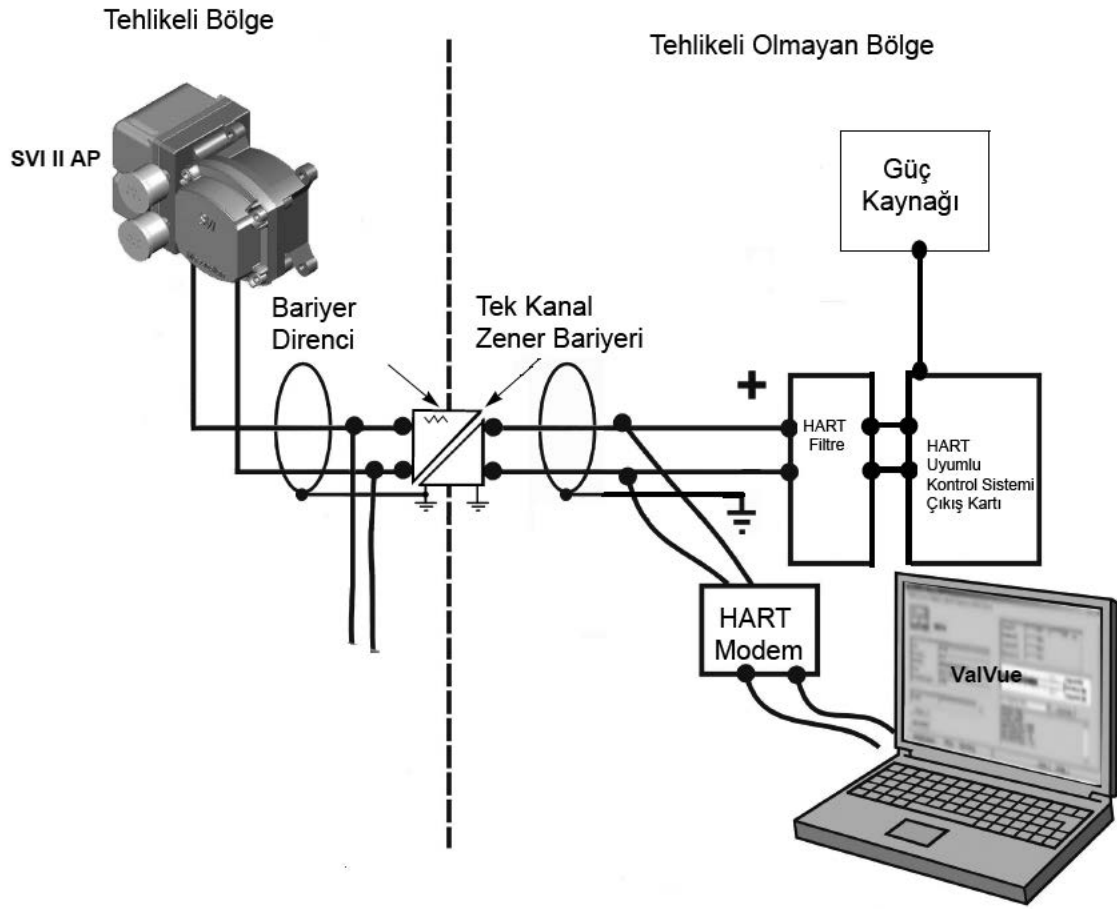 Tehlikeli Bölge
Tehlikeli Olmayan Bölge
SVI II AP
Güç
Kaynağı
Bariyer
Direnci
Tek Kanal
Zener Bariyeri
+
HART
Filtre
HART
Uyumlu
Kontrol Sistemi
Çıkış Kartı
HART
Modem
ValVue